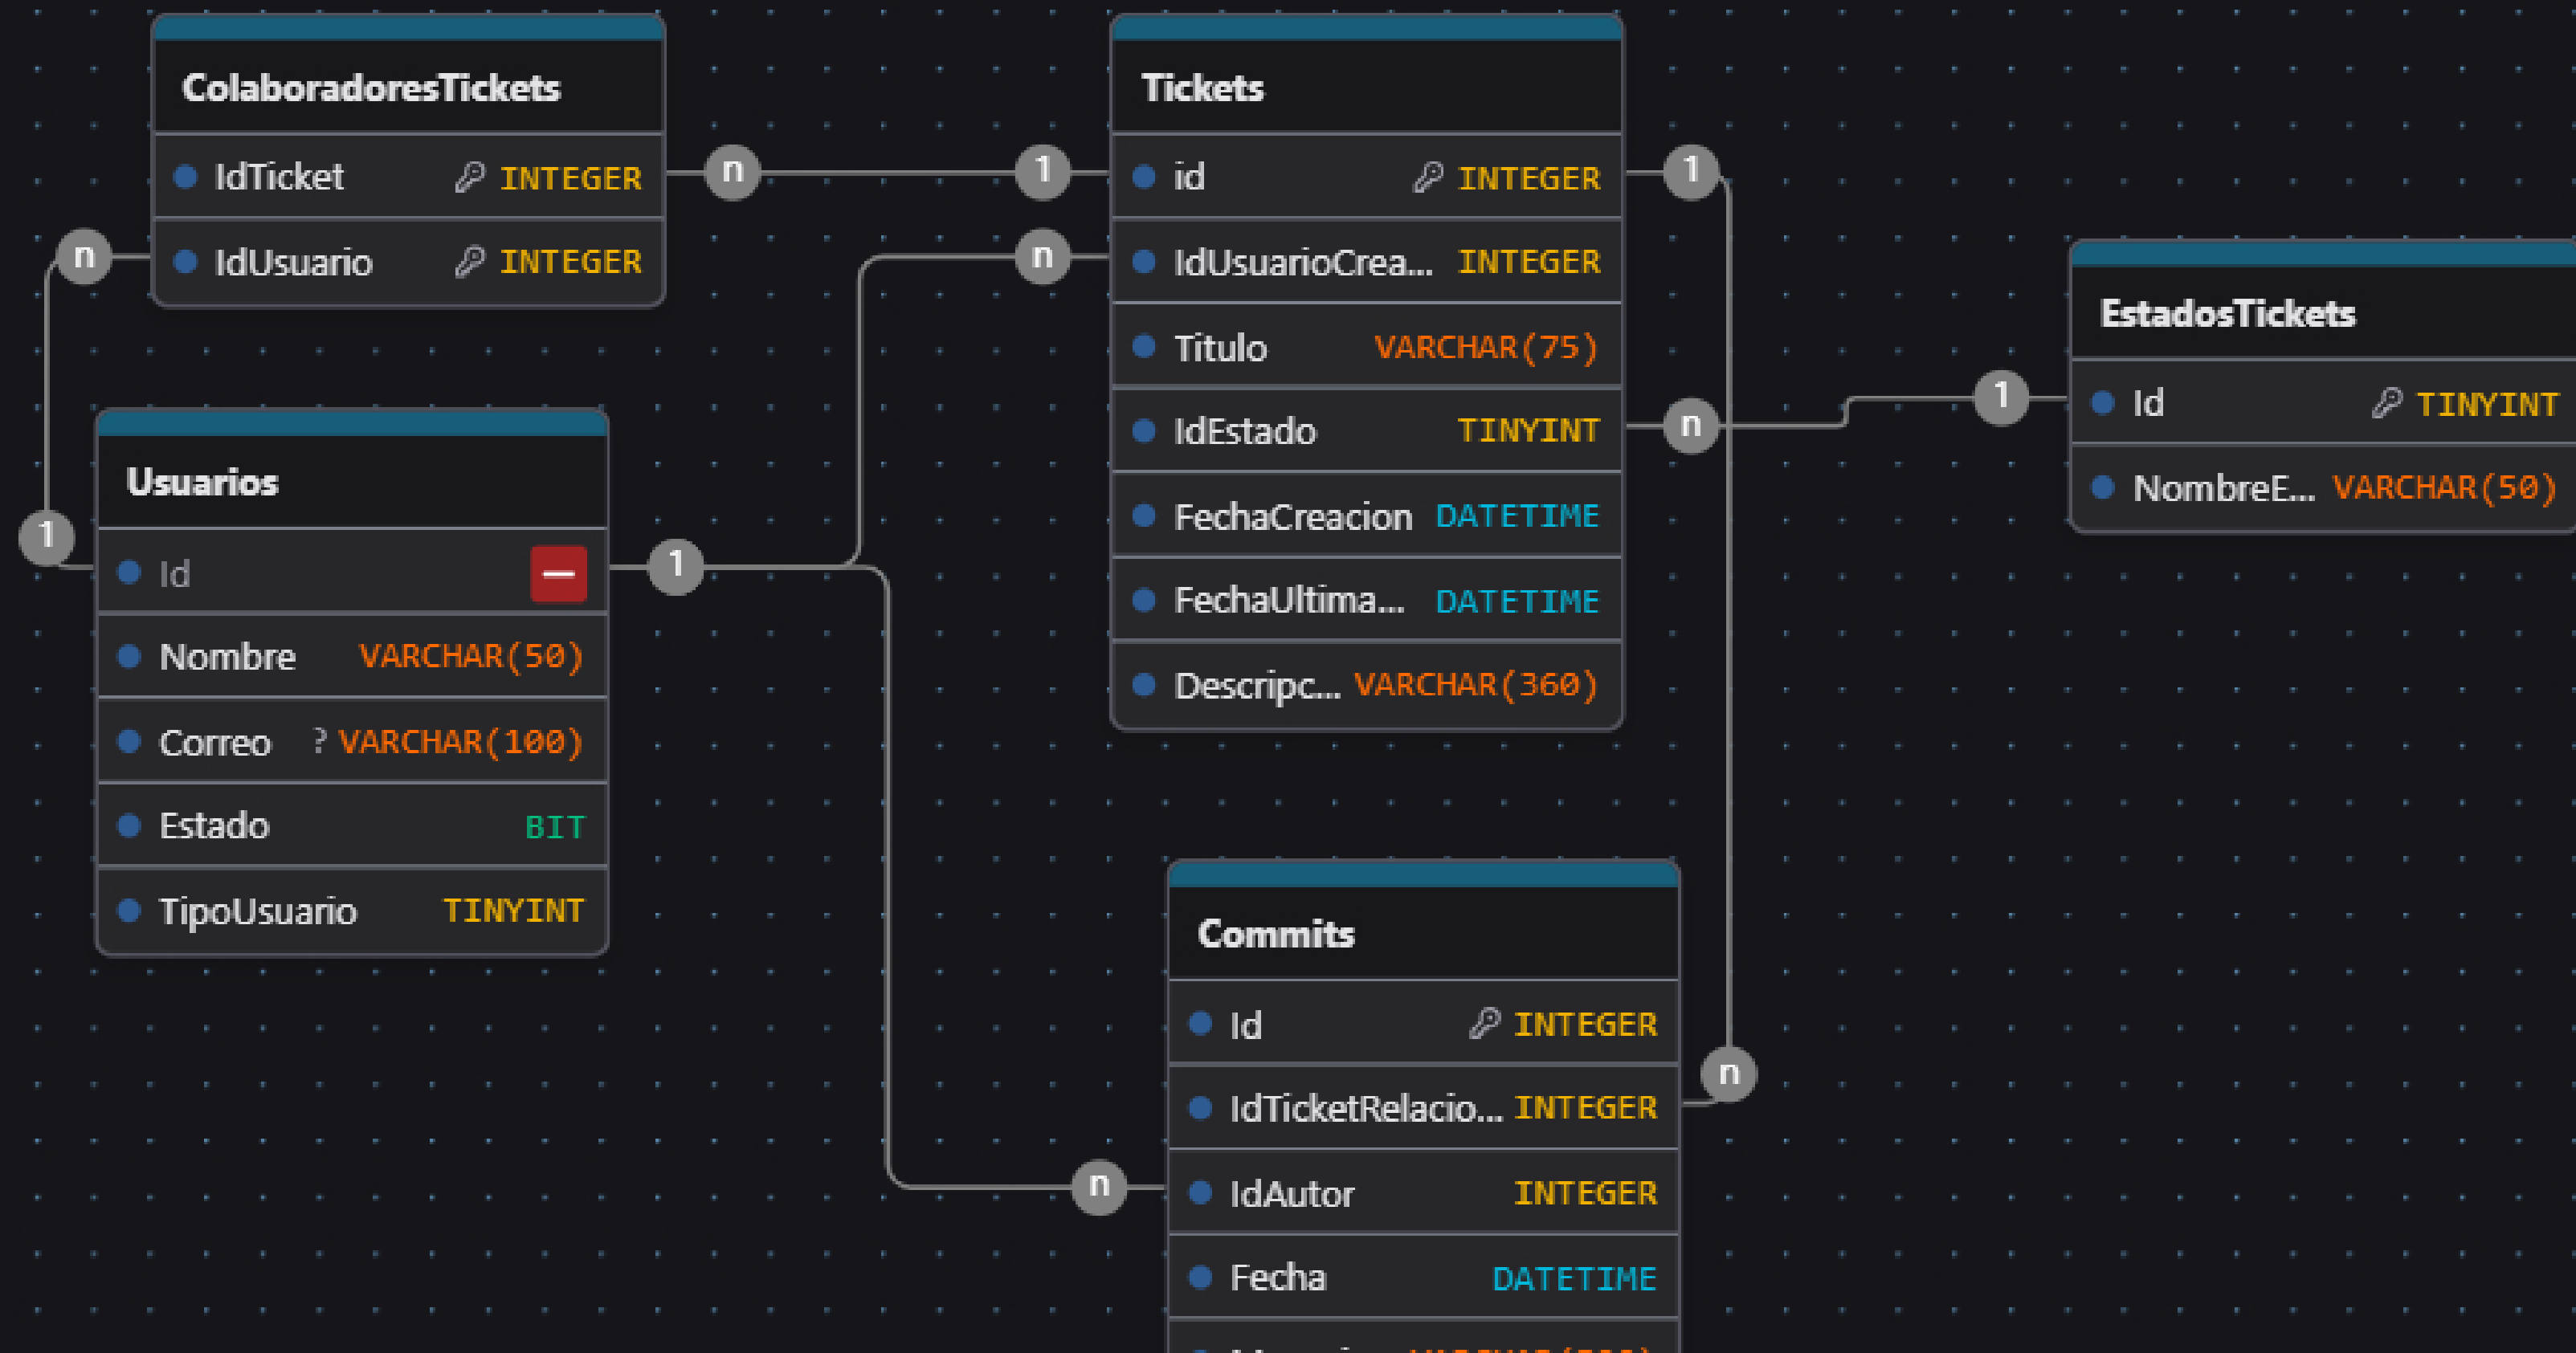 ColaboradoresTickets
IdTicket INTEGER
IdUsuario INTEGER
n
1
n
1
Usuarios
Id
Nombre VARCHAR(50)
Correo ? VARCHAR(100)
Estado BIT
TipoUsuario TINYINT
1
n
n
Tickets
id INTEGER
IdUsuarioCrea... INTEGER
Titulo VARCHAR(75)
IdEstado TINYINT
FechaCreacion DATETIME
FechaUltima... DATETIME
Descripc... VARCHAR(360)
1
n
1
n
EstadosTickets
Id TINYINT
NombreE... VARCHAR(50)
Commits
Id INTEGER
IdTicketRelacio... INTEGER
IdAutor INTEGER
Fecha DATETIME